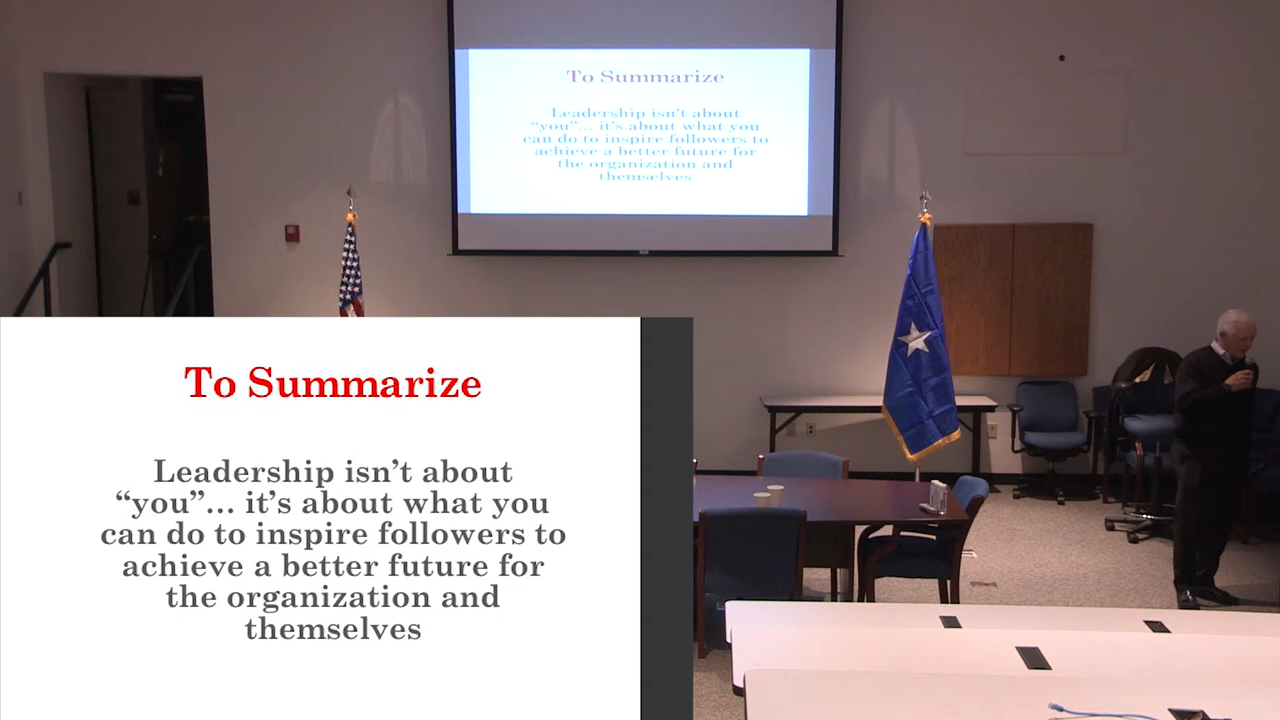 To Summarize
Leadership isn't about
“you”... it's about what you
can do to inspire followers to
achieve a better future for
the organization and
themselves
To Summarize
Leadership isn’t about
“you”… it’s about what you
can do to inspire followers to
achieve a better future for
the organization and
themselves